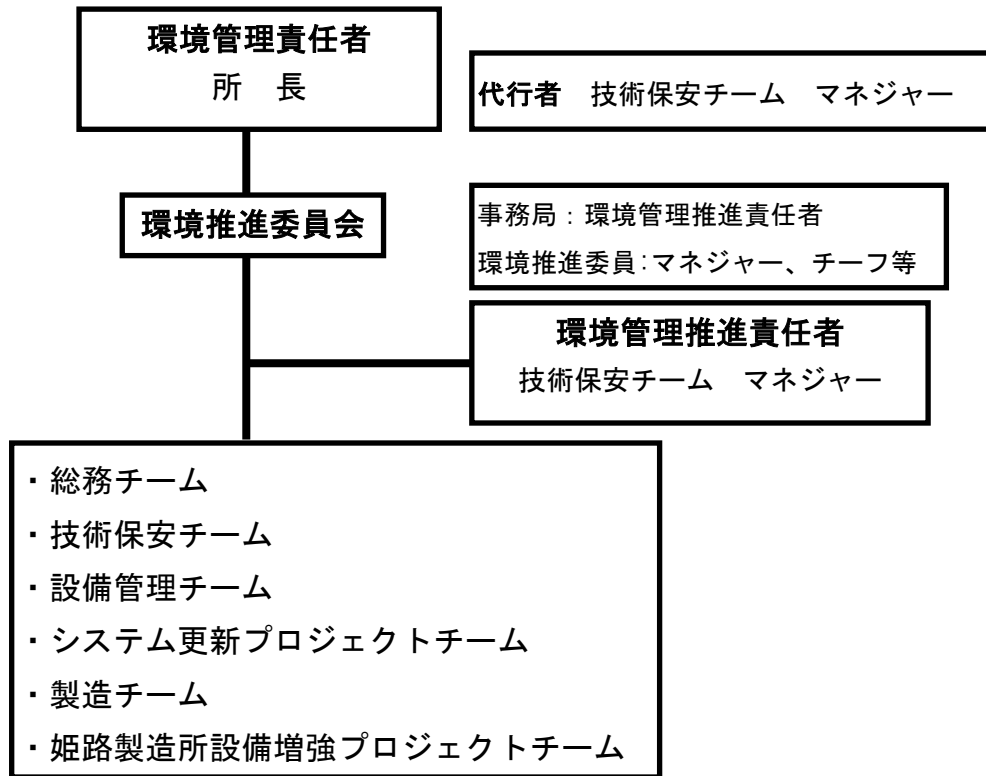 環境管理責任者
所　長
代行者　技術保安チーム　マネジャー
環境推進委員会
事務局：環境管理推進責任者
環境推進委員：マネジャー、チーフ等
環境管理推進責任者
技術保安チーム　マネジャー
・総務チーム
・技術保安チーム
・設備管理チーム
・システム更新プロジェクトチーム
・製造チーム
・姫路製造所設備増強プロジェクトチーム